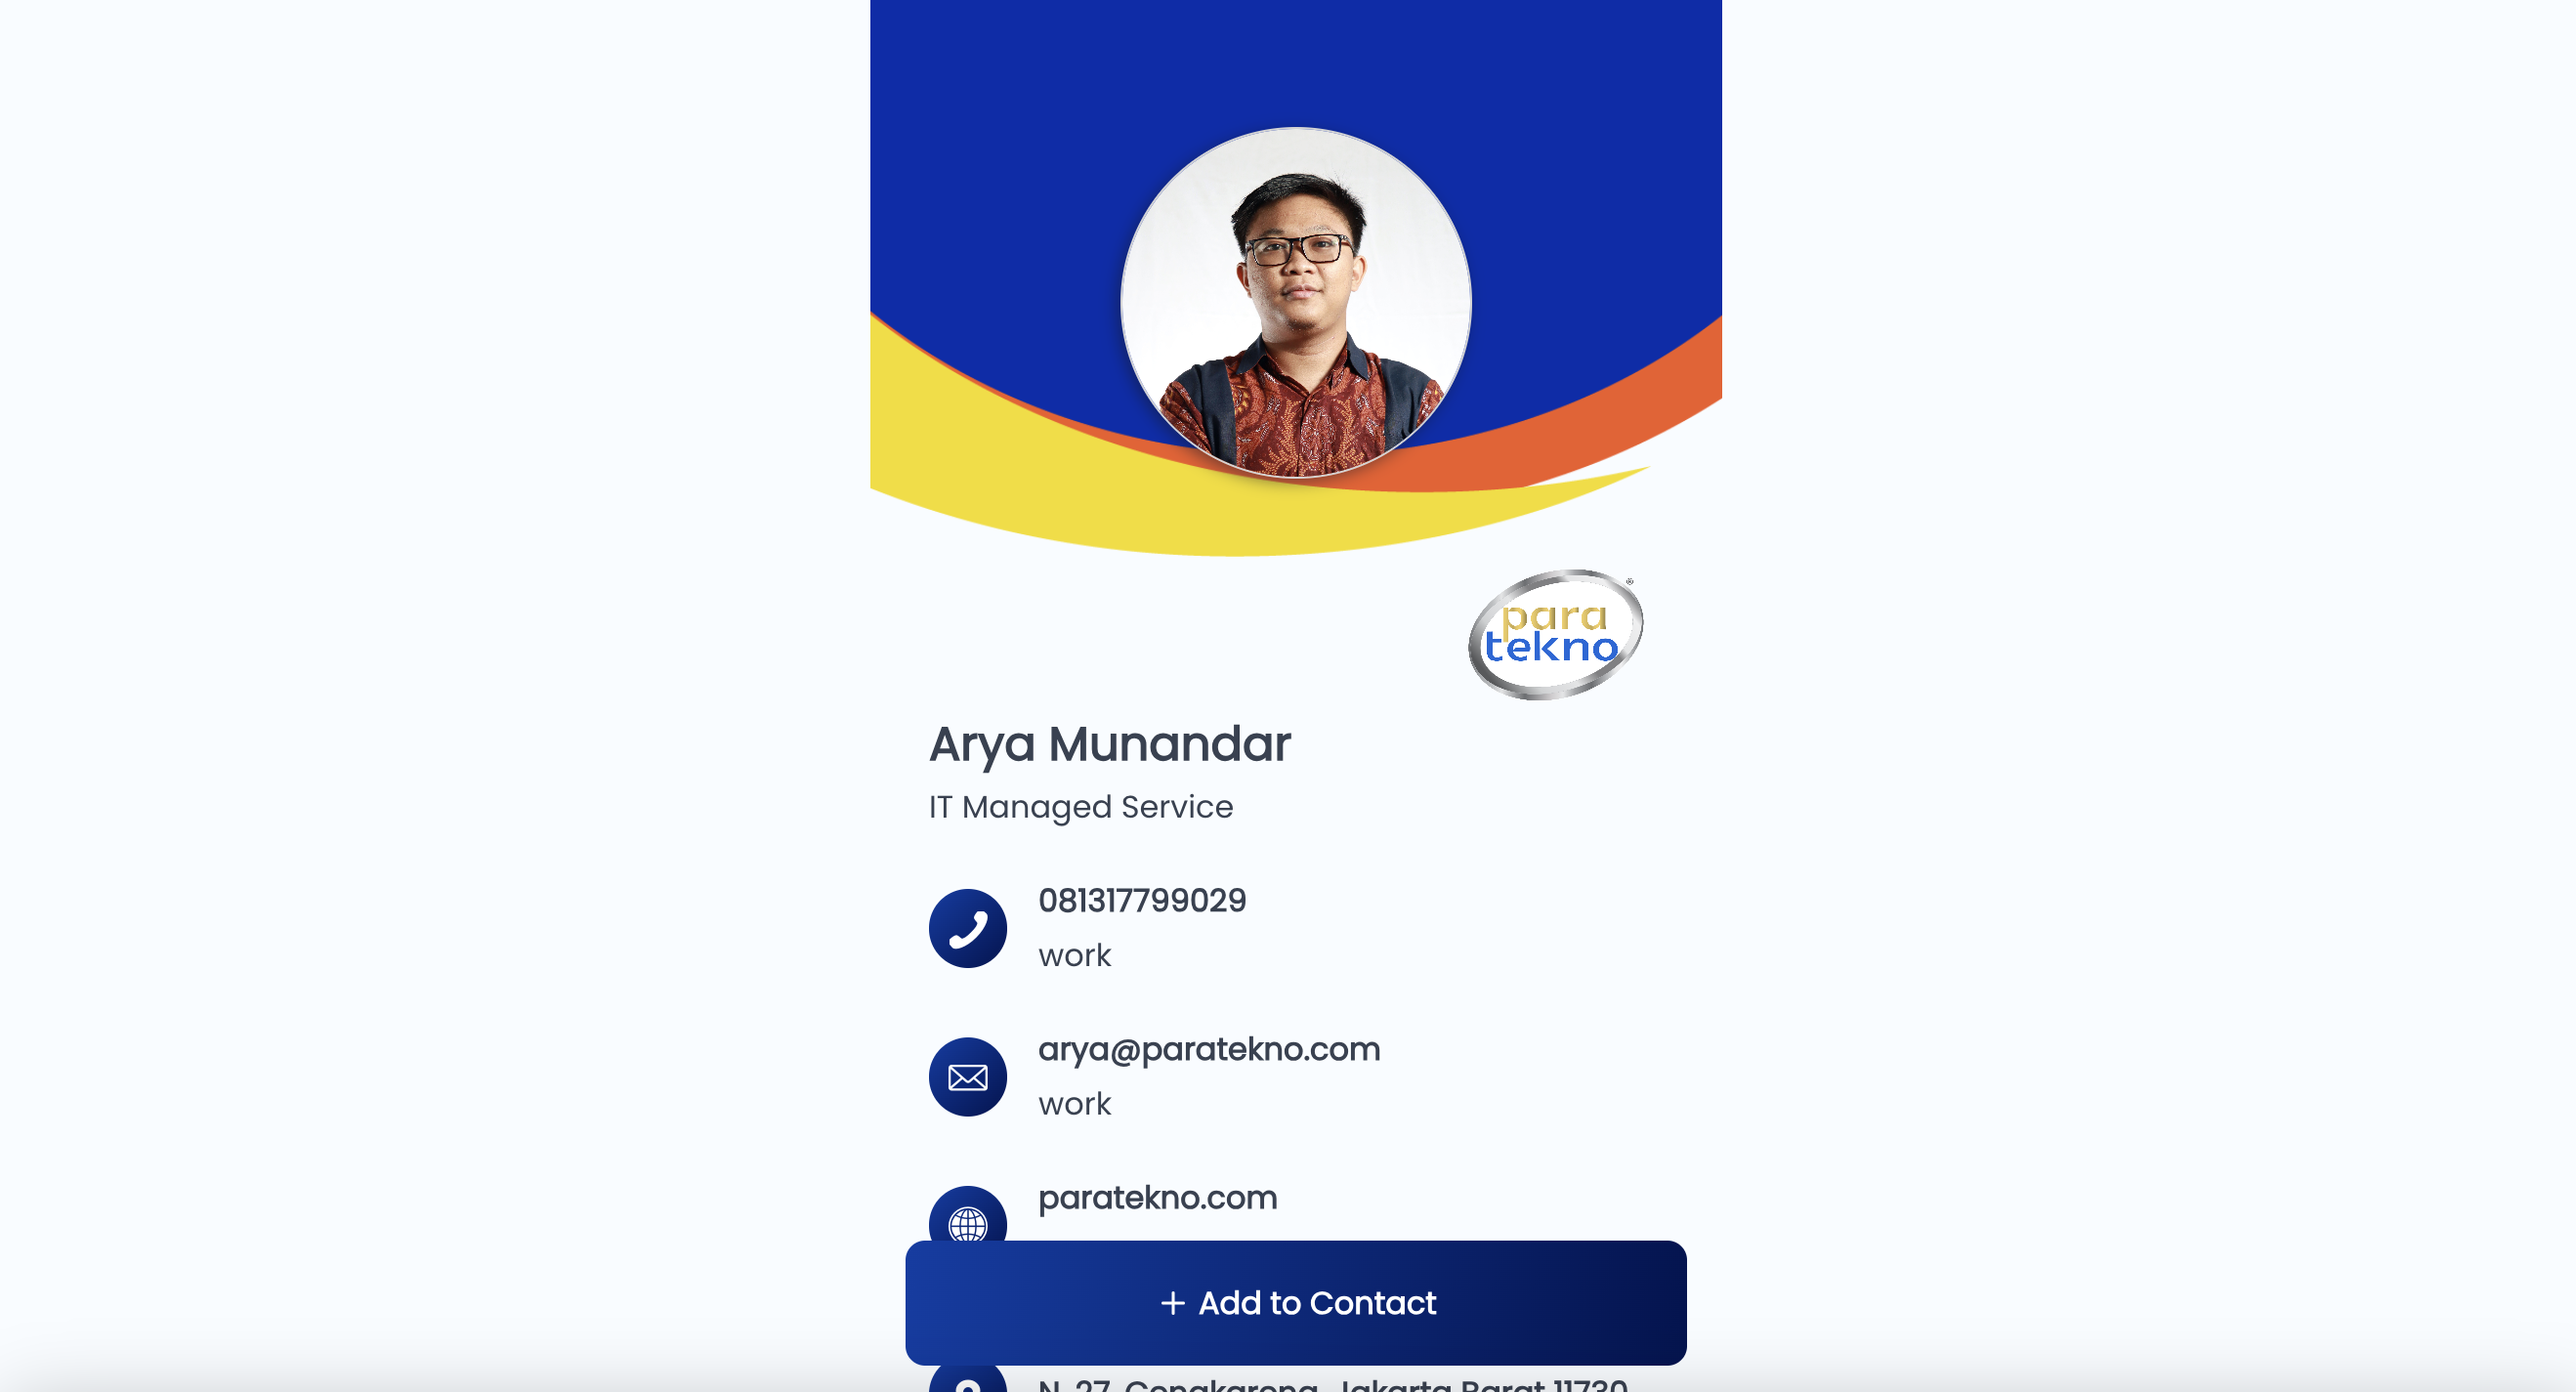 para
tekno
®
Arya Munandar
IT Managed Service
081317799029
work
arya@paratekno.com
work
paratekno.com
+ Add to Contact
N-27, Cengkareng, Jakarta Barat 11730